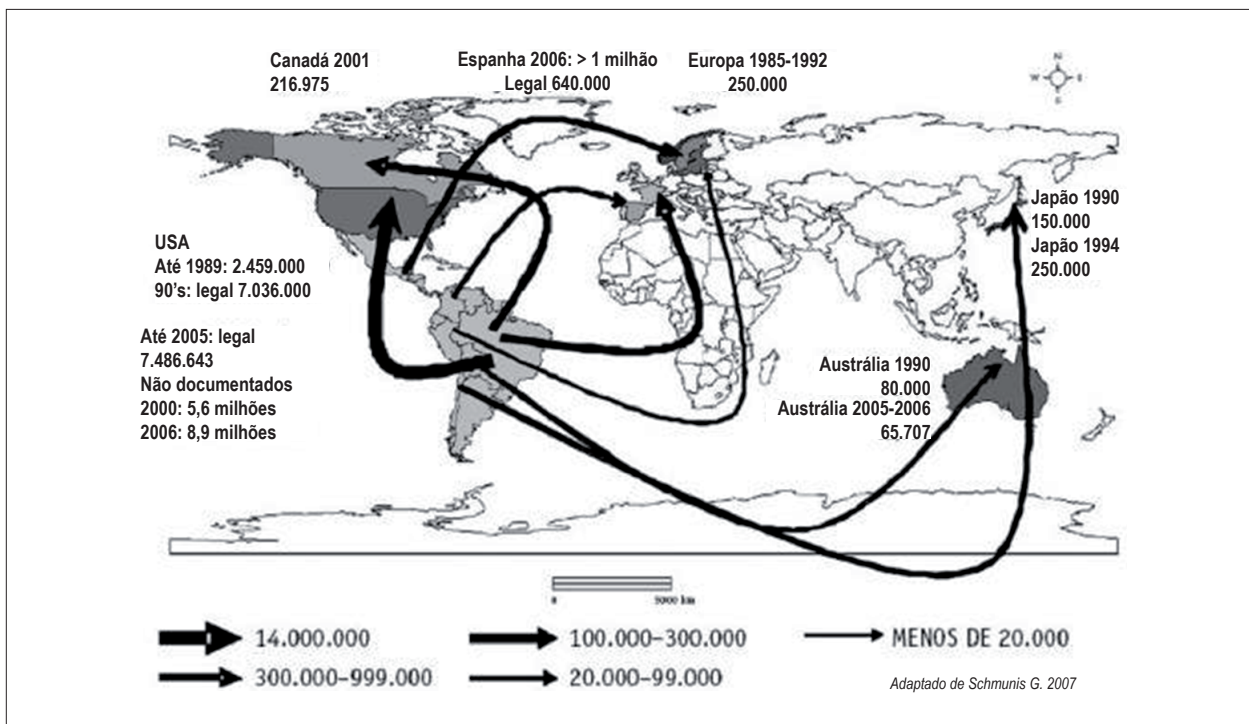 Canadá 2001
216.975
Espanha 2006: > 1 milhão
Legal 640.000
Europa 1985-1992
250.000
N
W E
S
Japão 1990
150.000
Japão 1994
250.000
USA
Até 1989: 2.459.000
90's: legal 7.036.000
Até 2005: legal
7.486.643
Não documentados
2000: 5,6 milhões
2006: 8,9 milhões
Austrália 1990
80.000
Austrália 2005-2006
65.707
0 5000 km
14.000.000
100.000–300.000
MENOS DE 20.000
300.000–999.000
20.000–99.000
Adaptado de Schmunis G. 2007